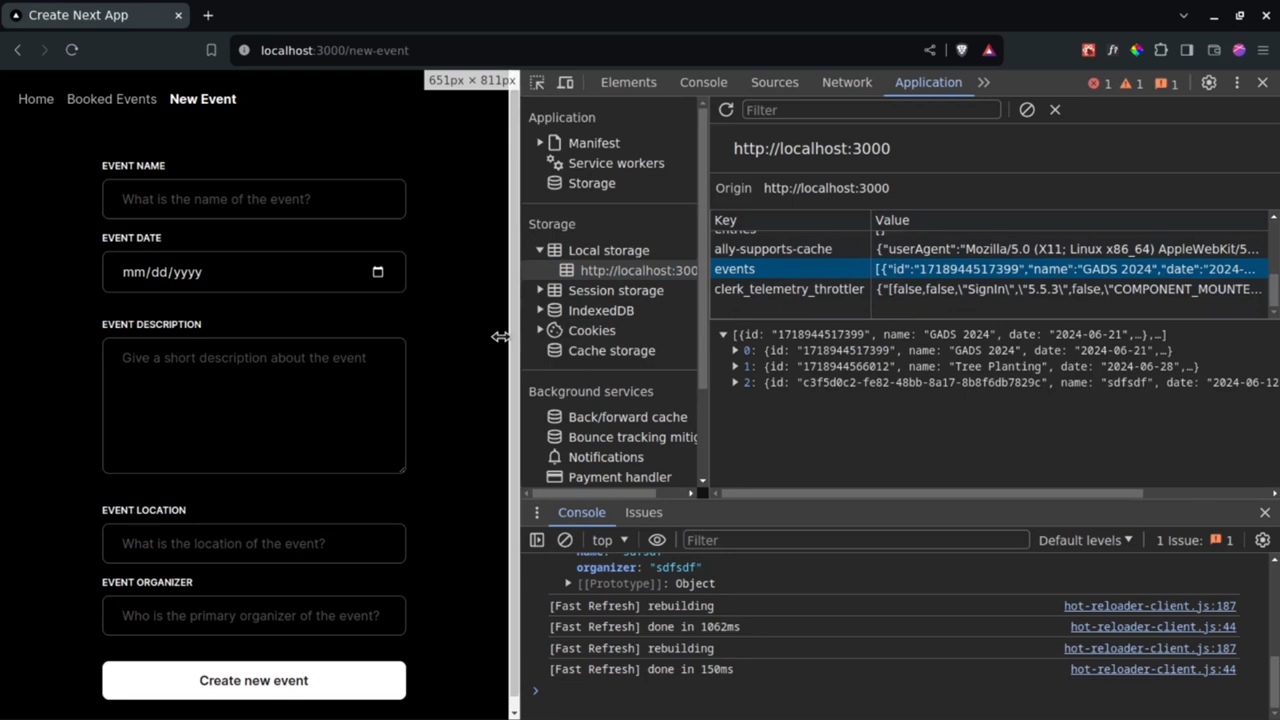 Create Next App
localhost:3000/new-event
651px × 811px
Home Booked Events New Event
EVENT NAME
What is the name of the event?
EVENT DATE
mm/dd/yyyy
EVENT DESCRIPTION
Give a short description about the event
EVENT LOCATION
What is the location of the event?
EVENT ORGANIZER
Who is the primary organizer of the event?
Create new event
Elements Console Sources Network Application 1 1 1
Application
Manifest
Service workers
Storage
Storage
Local storage
http://localhost:300
Session storage
IndexedDB
Cookies
Cache storage
Background services
Back/forward cache
Bounce tracking mitig
Notifications
Payment handler
Filter
http://localhost:3000
Origin http://localhost:3000
Key Value
entries []
ally-supports-cache {"userAgent":"Mozilla/5.0 (X11; Linux x86_64) AppleWebKit/5...
events [{"id":"1718944517399","name":"GADS 2024","date":"2024-...
clerk_telemetry_throttler {"[false,false,\"SignIn\",\"5.5.3\",false,\"COMPONENT_MOUNTE...
[{id: "1718944517399", name: "GADS 2024", date: "2024-06-21",…},…]
0: {id: "1718944517399", name: "GADS 2024", date: "2024-06-21",…}
1: {id: "1718944566012", name: "Tree Planting", date: "2024-06-28",…}
2: {id: "c3f5d0c2-fe82-48bb-8a17-8b8f6db7829c", name: "sdfsdf", date: "2024-06-12
Console Issues
top Filter Default levels 1 Issue: 1
name: "sdfsdf"
organizer: "sdfsdf"
[[Prototype]]: Object
[Fast Refresh] rebuilding hot-reloader-client.js:187
[Fast Refresh] done in 1062ms hot-reloader-client.js:44
[Fast Refresh] rebuilding hot-reloader-client.js:187
[Fast Refresh] done in 150ms hot-reloader-client.js:44